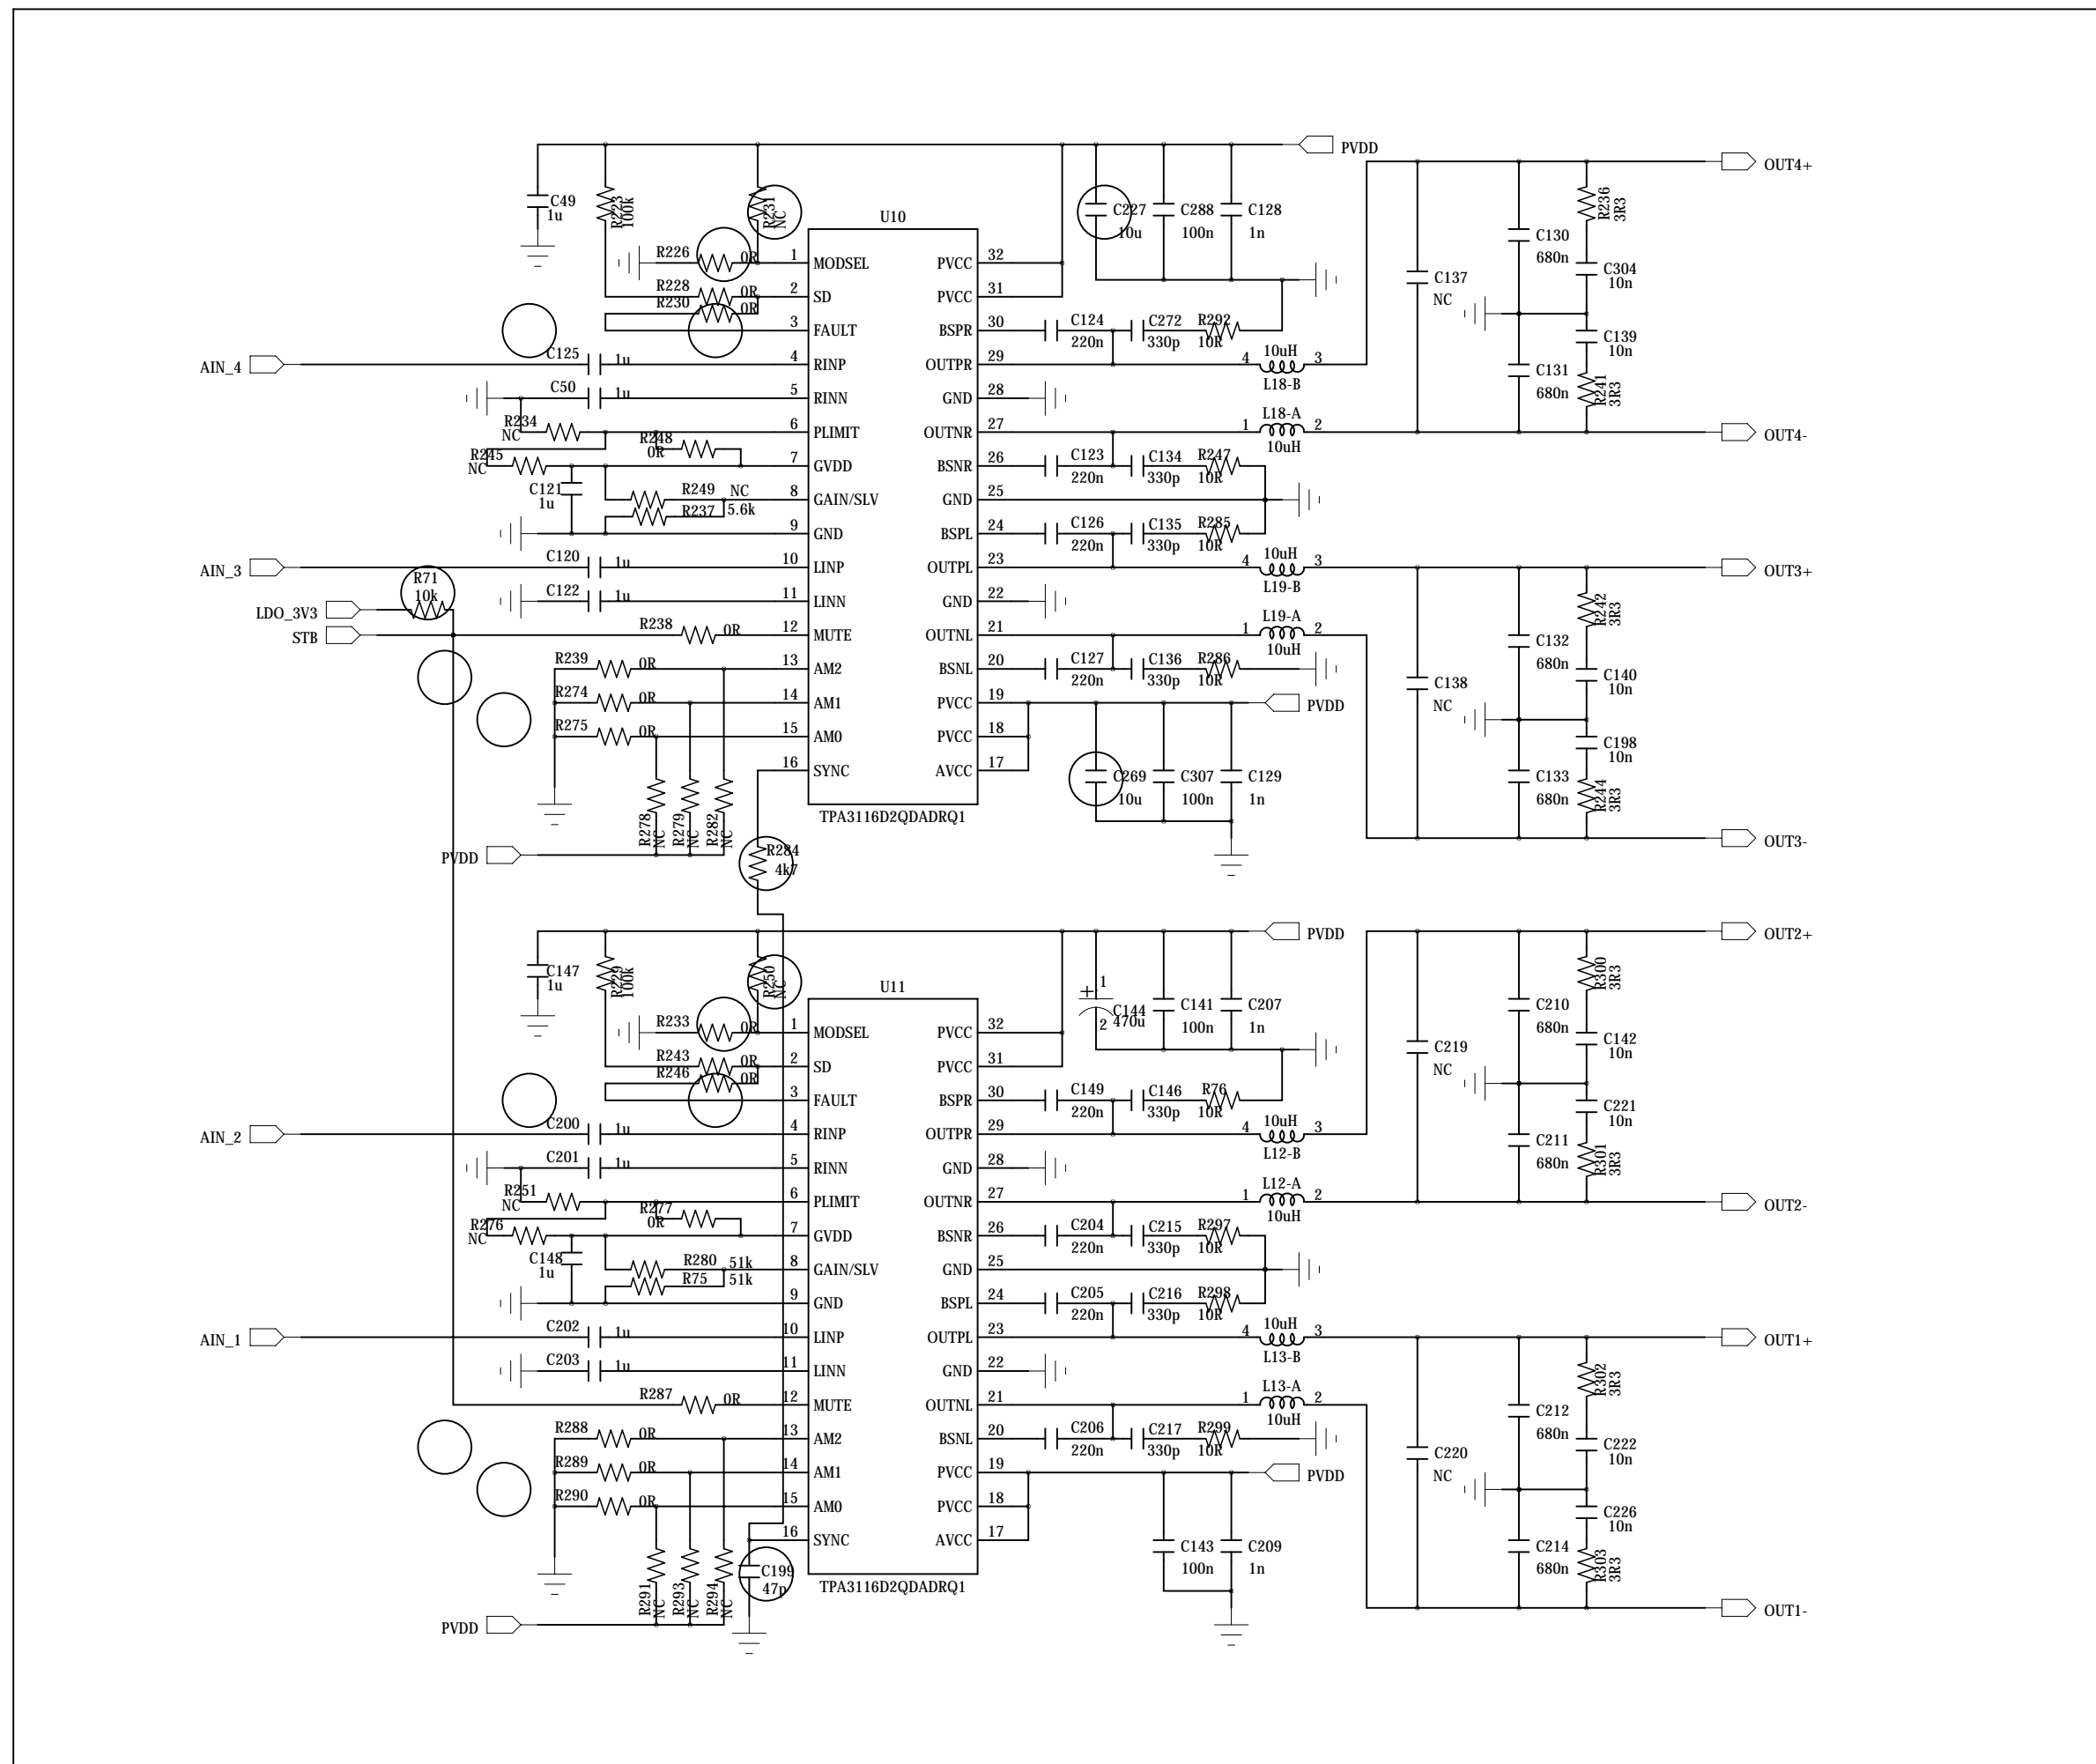 PVDD
OUT4+
C49
1u
R223
100k
R231
NC
U10
C227
10u
C288
100n
C128
1n
R236
3R3
C130
680n
C304
10n
C137
NC
R226
0R
1
MODSEL
PVCC
32
R228
0R
2
SD
PVCC
31
R230
0R
3
FAULT
BSPR
30
C124
220n
C272
330p
R292
10R
C139
10n
AIN_4
C125
1u
4
RINP
OUTPR
29
10uH
4
3
L18-B
C131
680n
R241
3R3
C50
1u
5
RINN
GND
28
R234
NC
6
PLIMIT
OUTNR
27
L18-A
1
2
10uH
OUT4-
R248
0R
R245
NC
7
GVDD
BSNR
26
C123
220n
C134
330p
R247
10R
C121
1u
R249
NC
8
GAIN/SLV
GND
25
R237
5.6k
9
GND
BSPL
24
C126
220n
C135
330p
R285
10R
AIN_3
C120
1u
10
LINP
OUTPL
23
10uH
4
3
L19-B
OUT3+
R71
10k
LDO_3V3
C122
1u
11
LINN
GND
22
R242
3R3
STB
R238
0R
12
MUTE
OUTNL
21
L19-A
1
2
10uH
C132
680n
R239
0R
13
AM2
BSNL
20
C127
220n
C136
330p
R286
10R
C140
10n
C138
NC
R274
0R
14
AM1
PVCC
19
PVDD
R275
0R
15
AM0
PVCC
18
C198
10n
16
SYNC
AVCC
17
C269
10u
C307
100n
C129
1n
C133
680n
R244
3R3
TPA3116D2QDADRQ1
R278
NC
R279
NC
R282
NC
PVDD
R284
4k7
OUT3-
PVDD
OUT2+
C147
1u
R229
100k
R250
NC
U11
1
+
2
C144
470u
C141
100n
C207
1n
R300
3R3
C210
680n
C142
10n
C219
NC
R233
0R
1
MODSEL
PVCC
32
R243
0R
2
SD
PVCC
31
R246
0R
3
FAULT
BSPR
30
C149
220n
C146
330p
R76
10R
C221
10n
AIN_2
C200
1u
4
RINP
OUTPR
29
10uH
4
3
L12-B
C211
680n
R301
3R3
C201
1u
5
RINN
GND
28
R251
NC
6
PLIMIT
OUTNR
27
L12-A
1
2
10uH
OUT2-
R277
0R
R276
NC
7
GVDD
BSNR
26
C204
220n
C215
330p
R297
10R
C148
1u
R280
51k
8
GAIN/SLV
GND
25
R75
51k
9
GND
BSPL
24
C205
220n
C216
330p
R298
10R
AIN_1
C202
1u
10
LINP
OUTPL
23
10uH
4
3
L13-B
OUT1+
C203
1u
11
LINN
GND
22
R302
3R3
R287
0R
12
MUTE
OUTNL
21
L13-A
1
2
10uH
C212
680n
R288
0R
13
AM2
BSNL
20
C206
220n
C217
330p
R299
10R
C222
10n
C220
NC
R289
0R
14
AM1
PVCC
19
PVDD
R290
0R
15
AM0
PVCC
18
C226
10n
16
SYNC
AVCC
17
C143
100n
C209
1n
C214
680n
R303
3R3
C199
47p
TPA3116D2QDADRQ1
R291
NC
R293
NC
R294
NC
PVDD
OUT1-